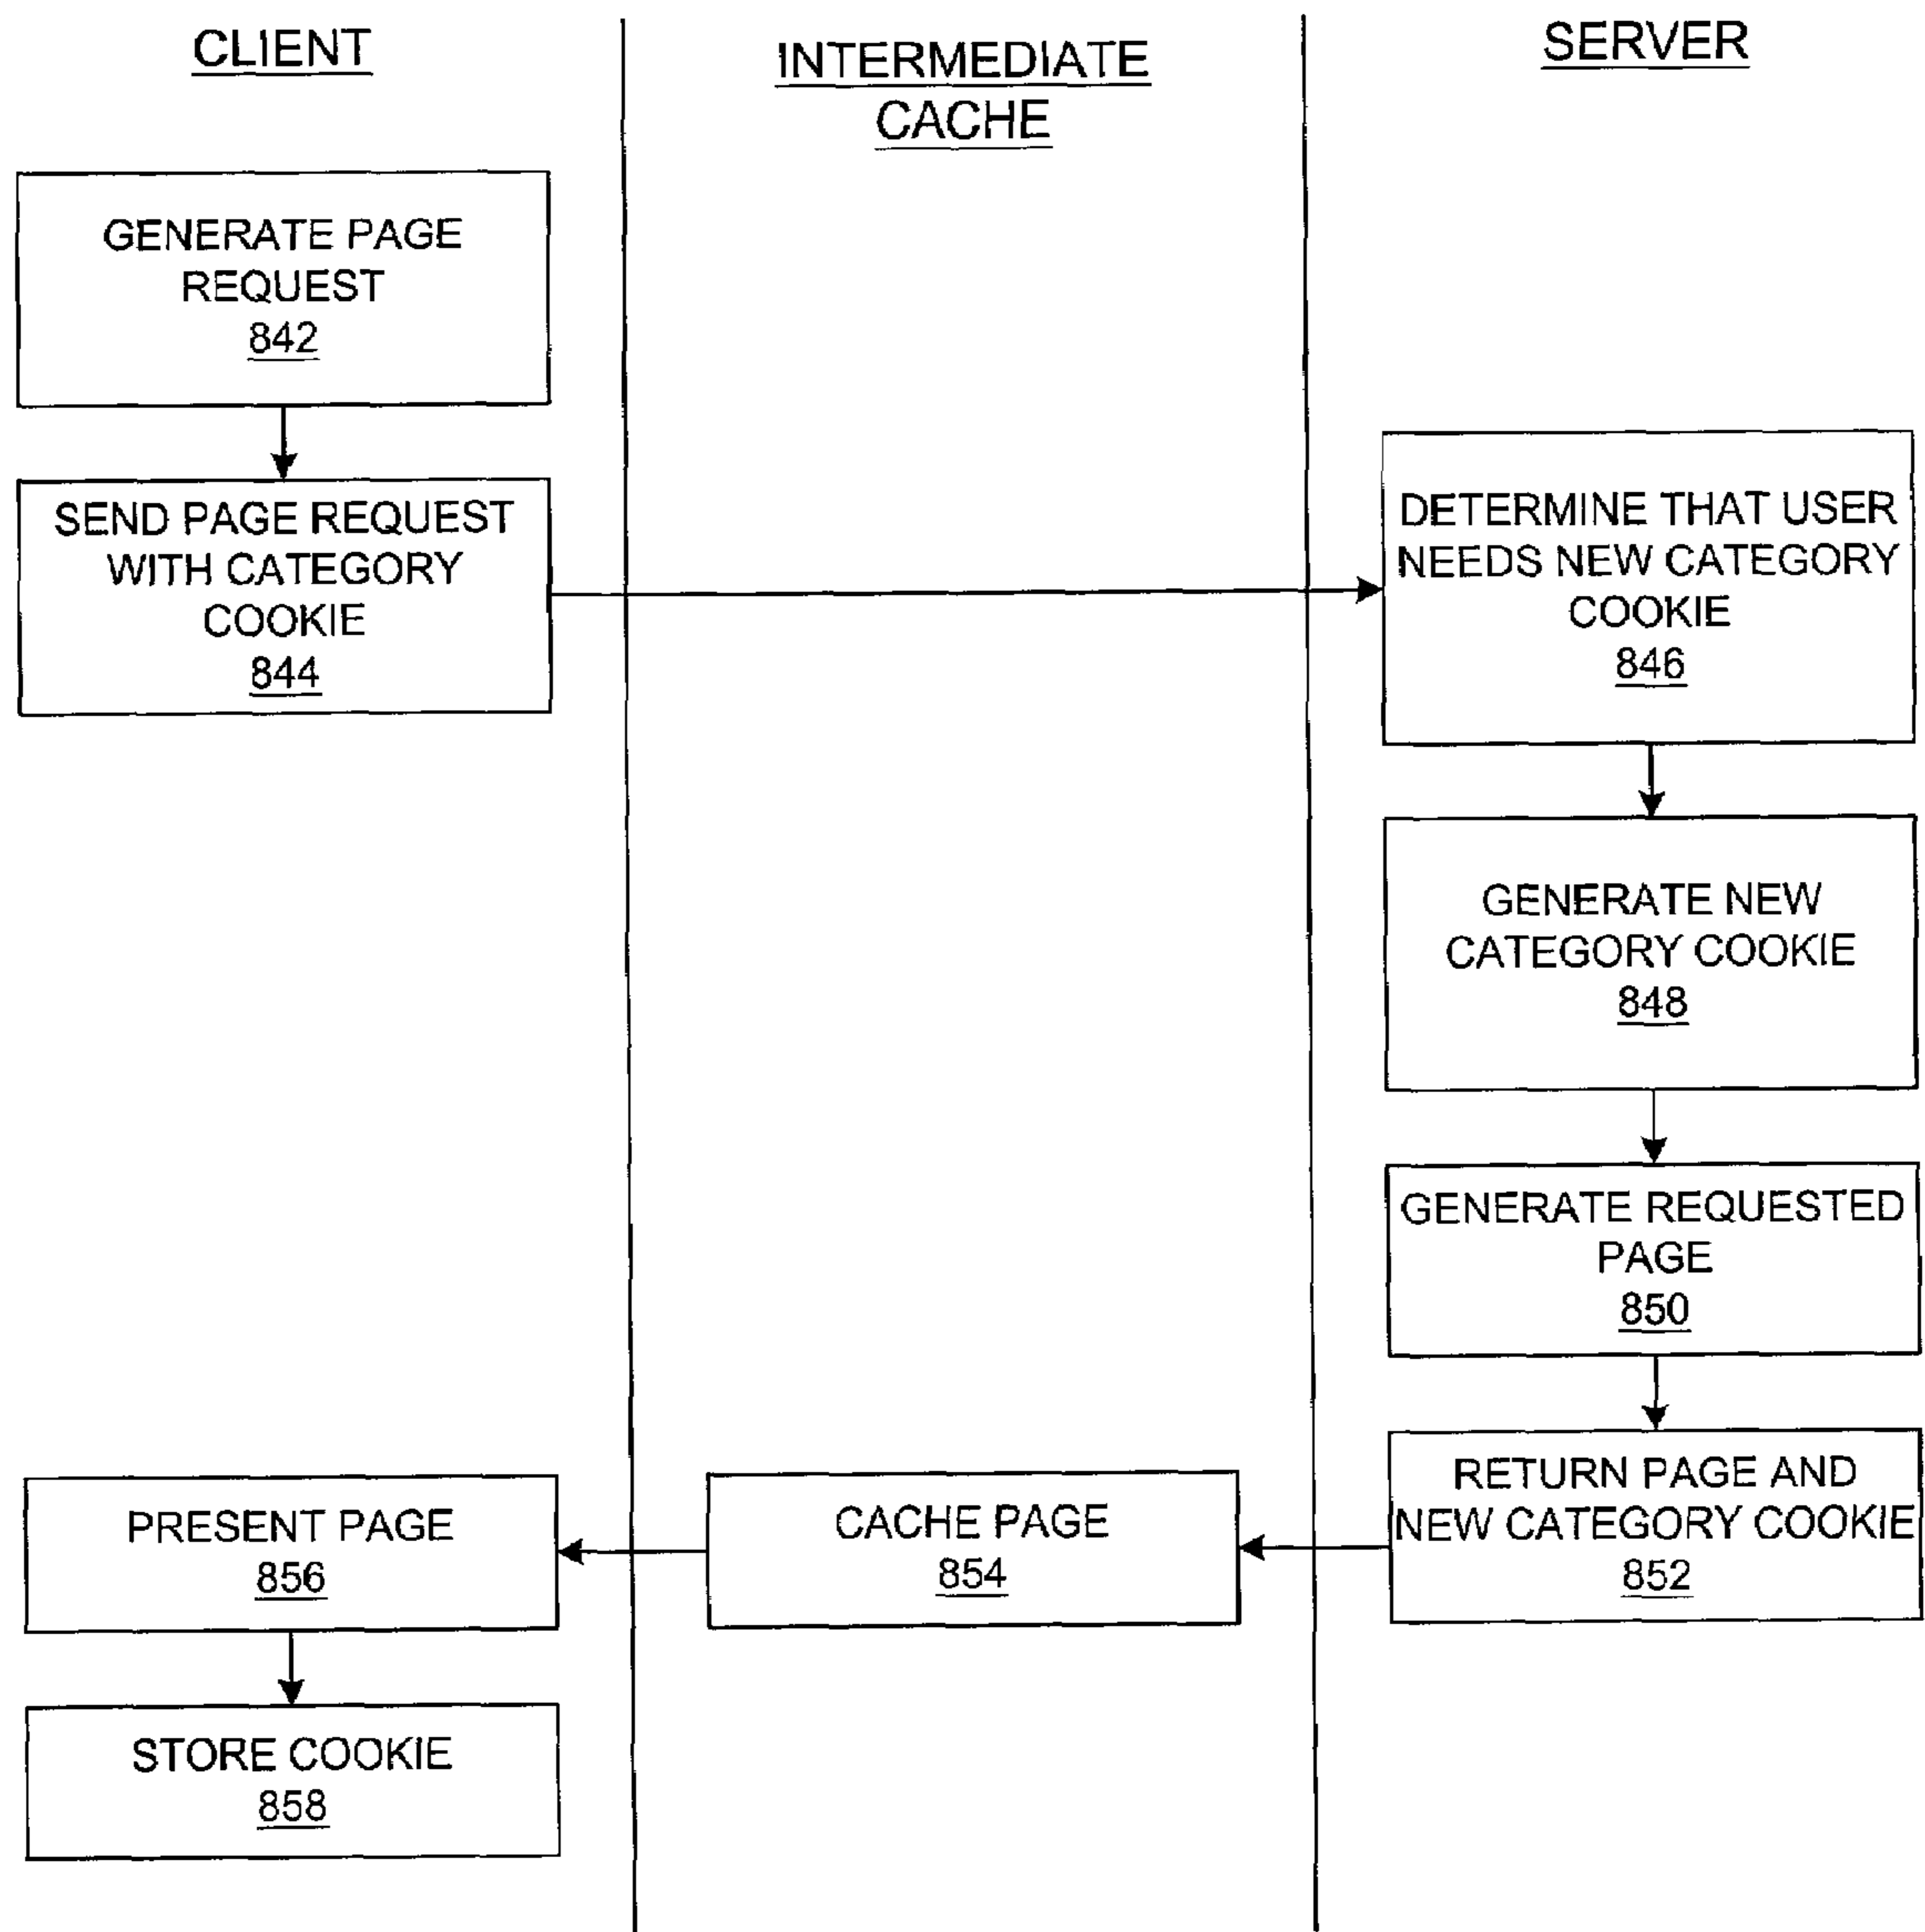 CLIENT
INTERMEDIATE
CACHE
SERVER
GENERATE PAGE
REQUEST
842
SEND PAGE REQUEST
WITH CATEGORY
COOKIE
844
DETERMINE THAT USER
NEEDS NEW CATEGORY
COOKIE
846
GENERATE NEW
CATEGORY COOKIE
848
GENERATE REQUESTED
PAGE
850
RETURN PAGE AND
NEW CATEGORY COOKIE
852
CACHE PAGE
854
PRESENT PAGE
856
STORE COOKIE
858